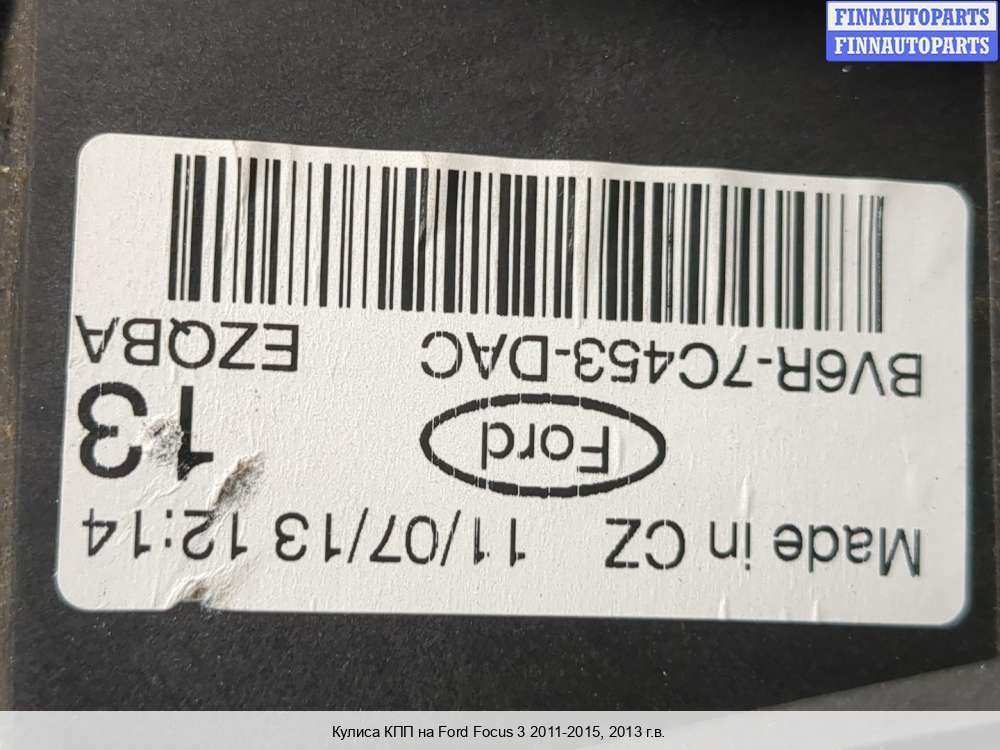 FINNAUTOPARTS
FINNAUTOPARTS
Made in CZ 11/07/13 12:14
Ford 13
BV6R-7C453-DAC EZQBA
Кулиса КПП на Ford Focus 3 2011-2015, 2013 г.в.